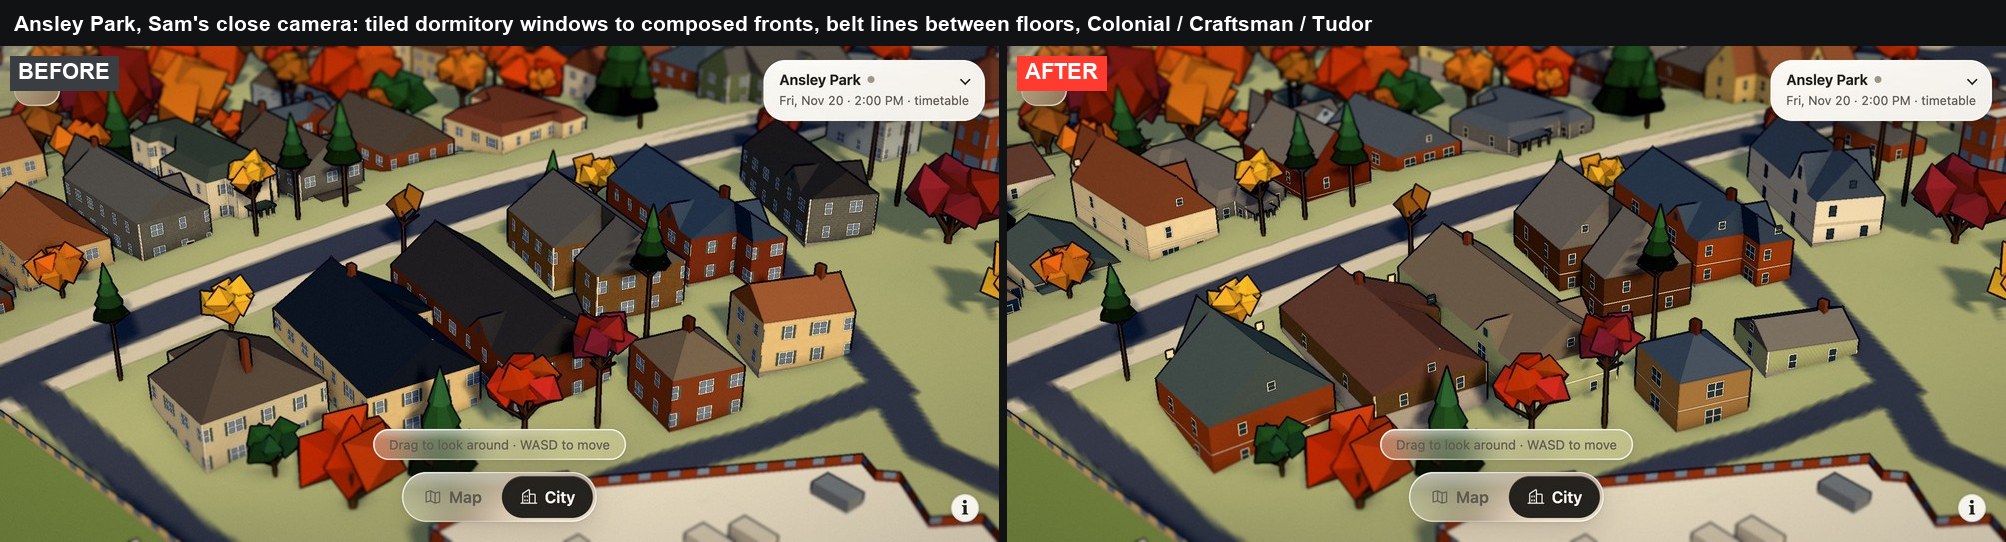 Ansley Park, Sam's close camera: tiled dormitory windows to composed fronts, belt lines between floors, Colonial / Craftsman / Tudor
BEFORE
Ansley Park
Fri, Nov 20 · 2:00 PM · timetable
Drag to look around · WASD to move
Map
City
i
AFTER
Ansley Park
Fri, Nov 20 · 2:00 PM · timetable
Drag to look around · WASD to move
Map
City
i